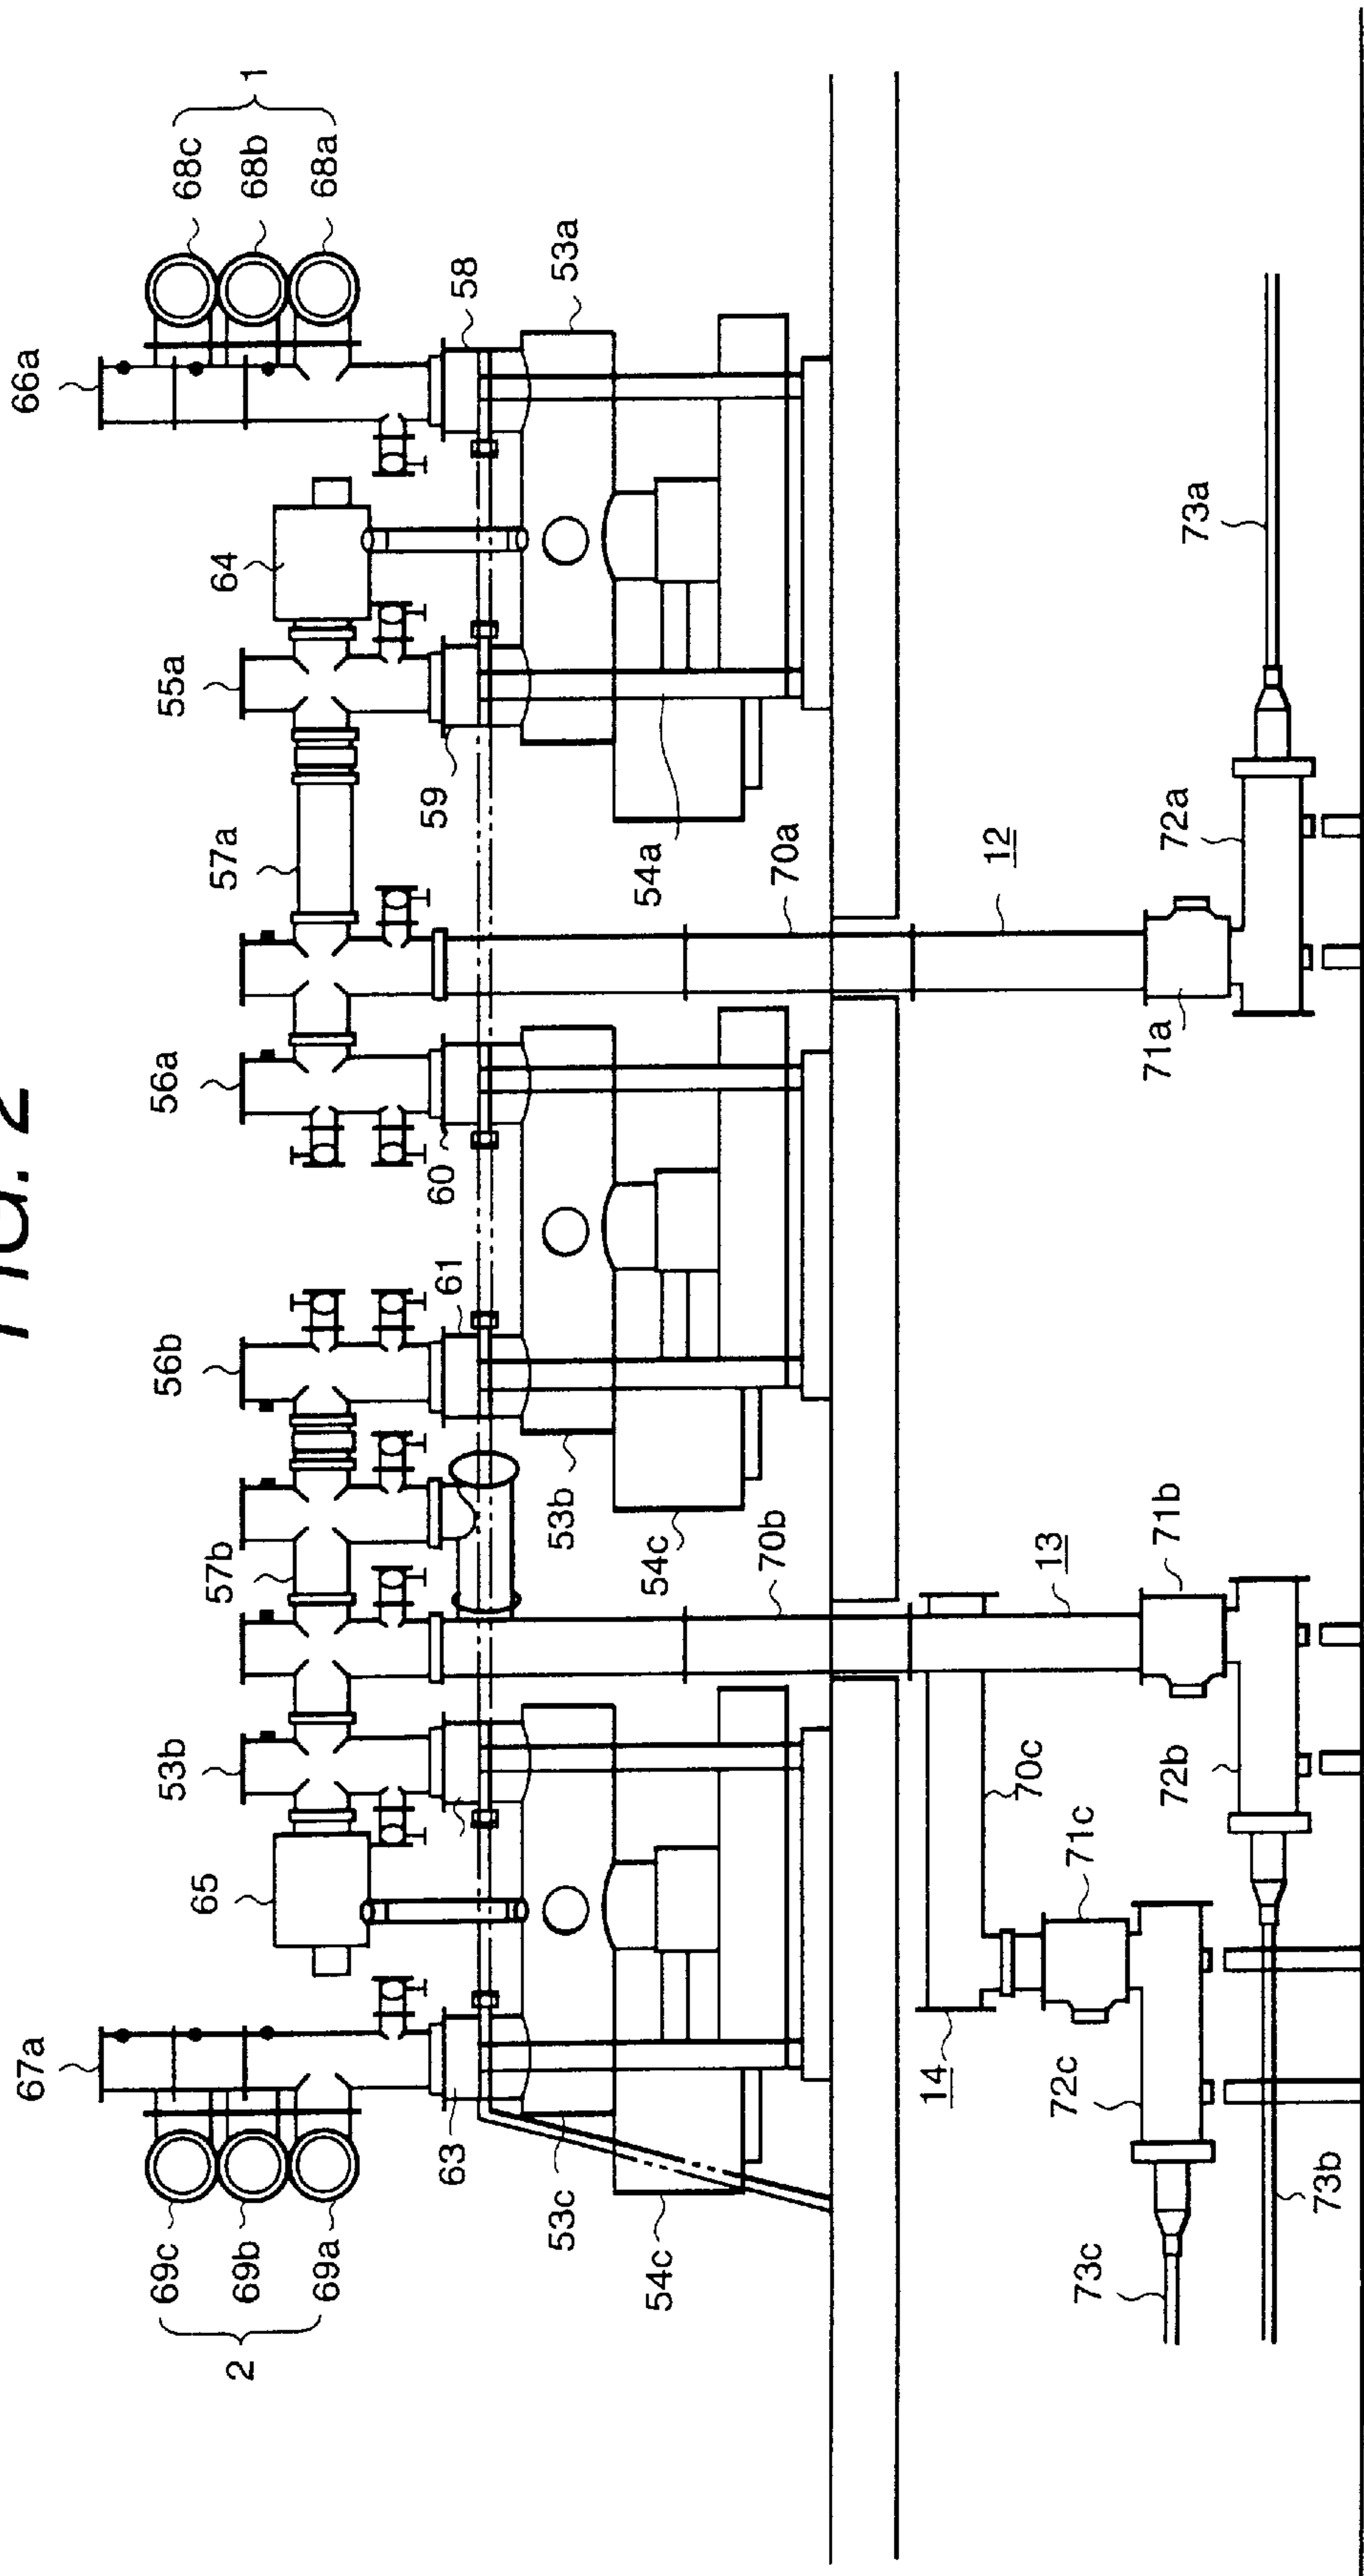 FIG. 2
67a
65
53b
57b
56b
56a
57a
55a
64
66a
69c
69b
69a
2
68c
68b
68a
1
63
61
60
59
58
53c
54c
53b
54c
54a
53a
70b
70a
14
70c
13
12
73c
72c
71c
73b
72b
71b
71a
72a
73a